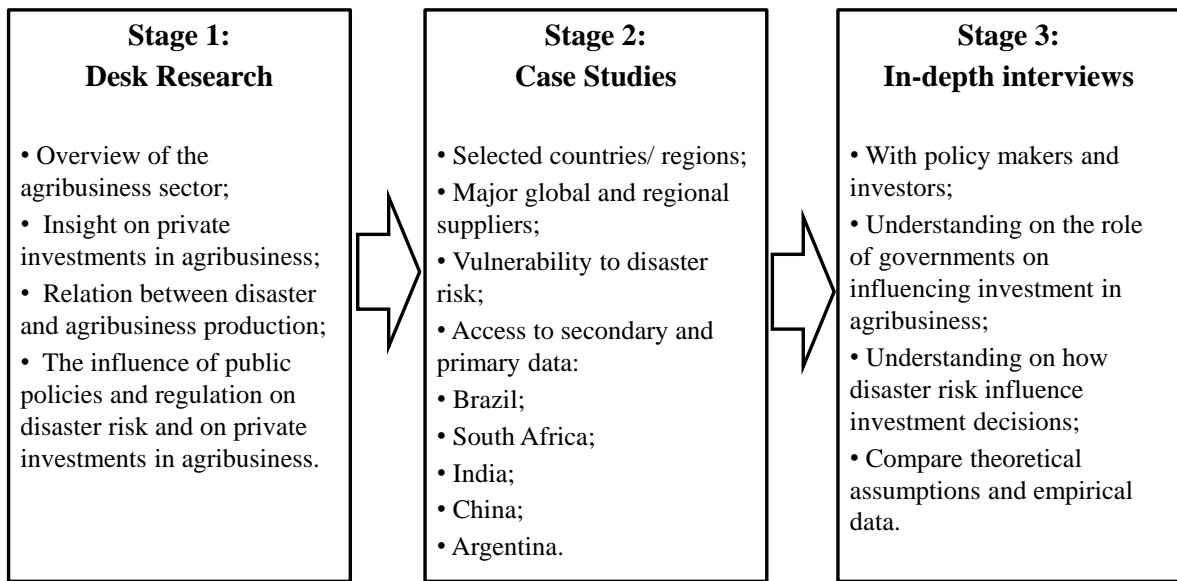 Stage 1:
Desk Research
• Overview of the
agribusiness sector;
• Insight on private
investments in agribusiness;
• Relation between disaster
and agribusiness production;
• The influence of public
policies and regulation on
disaster risk and on private
investments in agribusiness.
Stage 2:
Case Studies
• Selected countries/ regions;
• Major global and regional
suppliers;
• Vulnerability to disaster
risk;
• Access to secondary and
primary data:
• Brazil;
• South Africa;
• India;
• China;
• Argentina.
Stage 3:
In-depth interviews
• With policy makers and
investors;
• Understanding on the role
of governments on
influencing investment in
agribusiness;
• Understanding on how
disaster risk influence
investment decisions;
• Compare theoretical
assumptions and empirical
data.